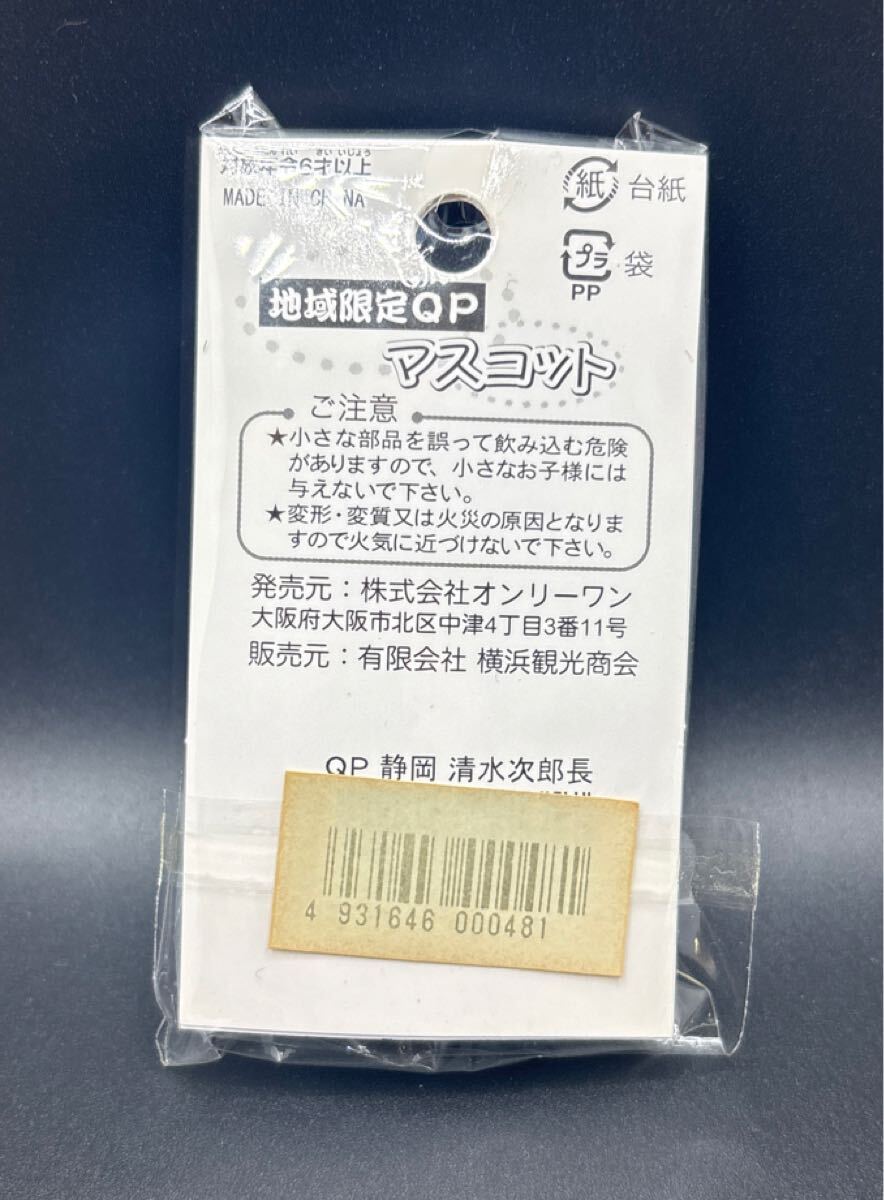 対象年令6才以上
MADE IN CHINA
紙 台紙
プラ 袋
PP
地域限定QP
マスコット
ご注意
★小さな部品を誤って飲み込む危険
がありますので、小さなお子様には
与えないで下さい。
★変形・変質又は火災の原因となりま
すので火気に近づけないで下さい。
発売元：株式会社オンリーワン
大阪府大阪市北区中津4丁目3番11号
販売元：有限会社 横浜観光商会
QP 静岡 清水次郎長
4 931646 000481